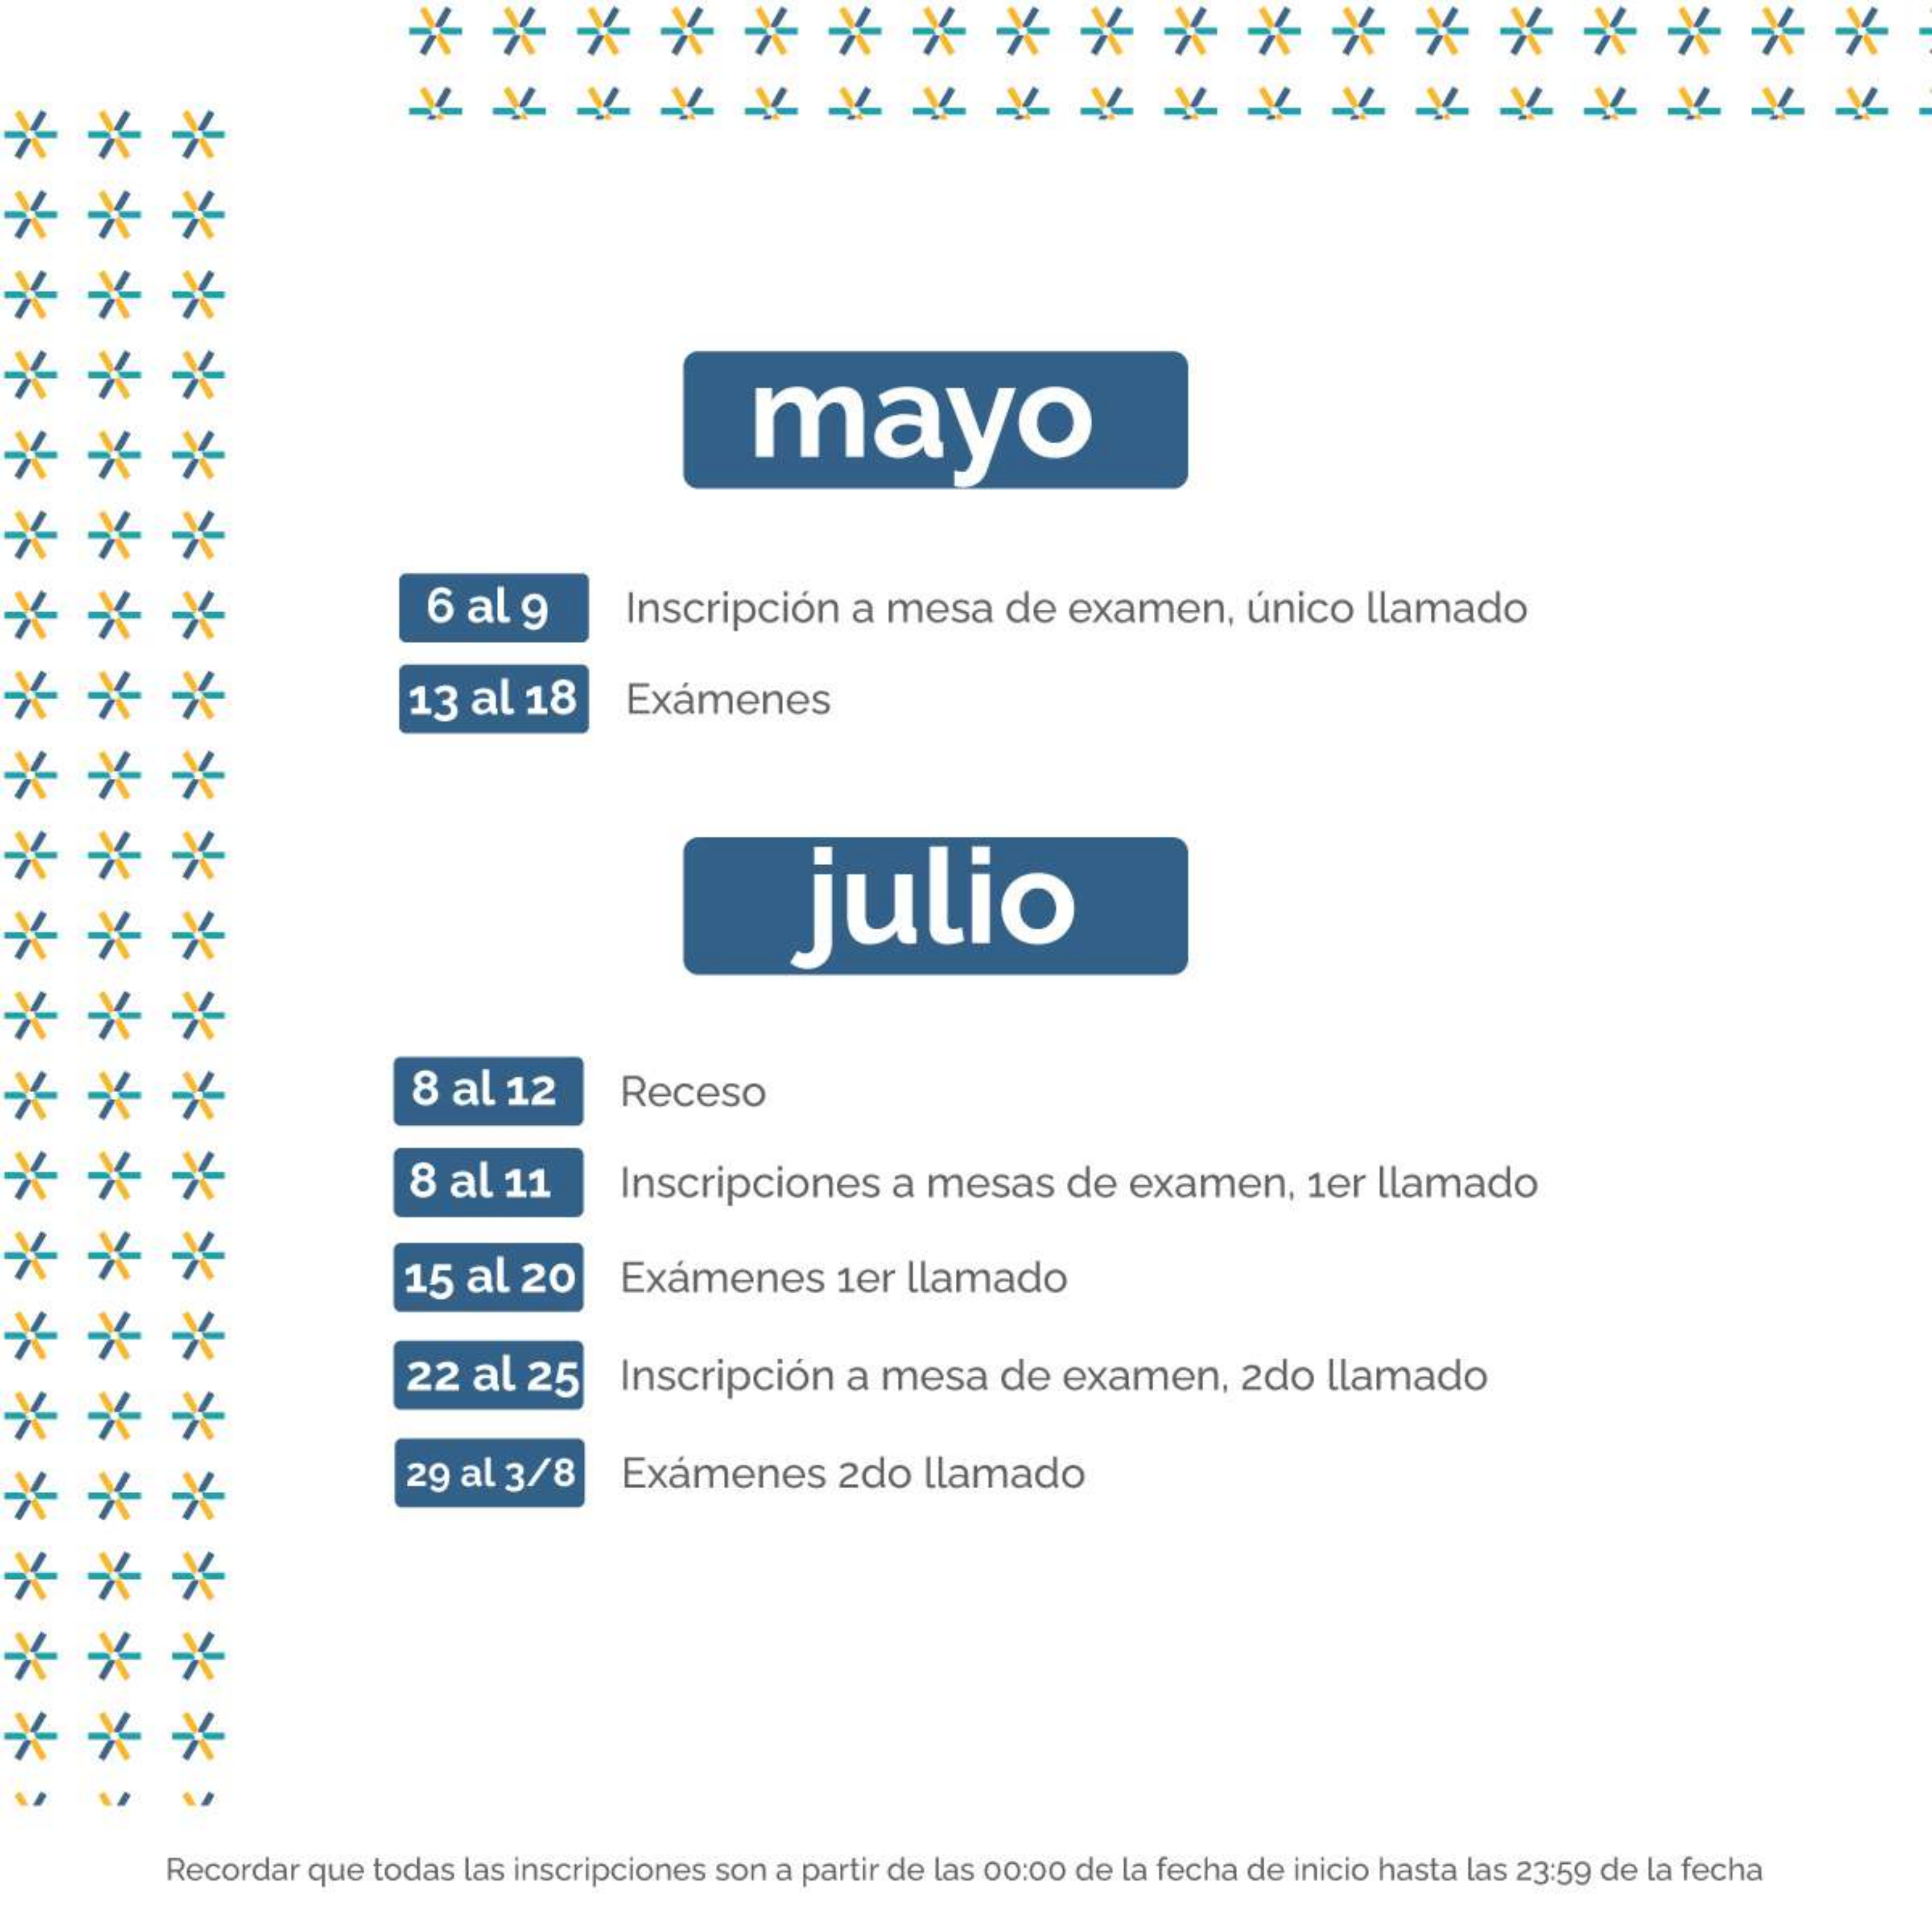 mayo
6 al 9 Inscripción a mesa de examen, único llamado
13 al 18 Exámenes
julio
8 al 12 Receso
8 al 11 Inscripciones a mesas de examen, 1er llamado
15 al 20 Exámenes 1er llamado
22 al 25 Inscripción a mesa de examen, 2do llamado
29 al 3/8 Exámenes 2do llamado
Recordar que todas las inscripciones son a partir de las 00:00 de la fecha de inicio hasta las 23:59 de la fecha